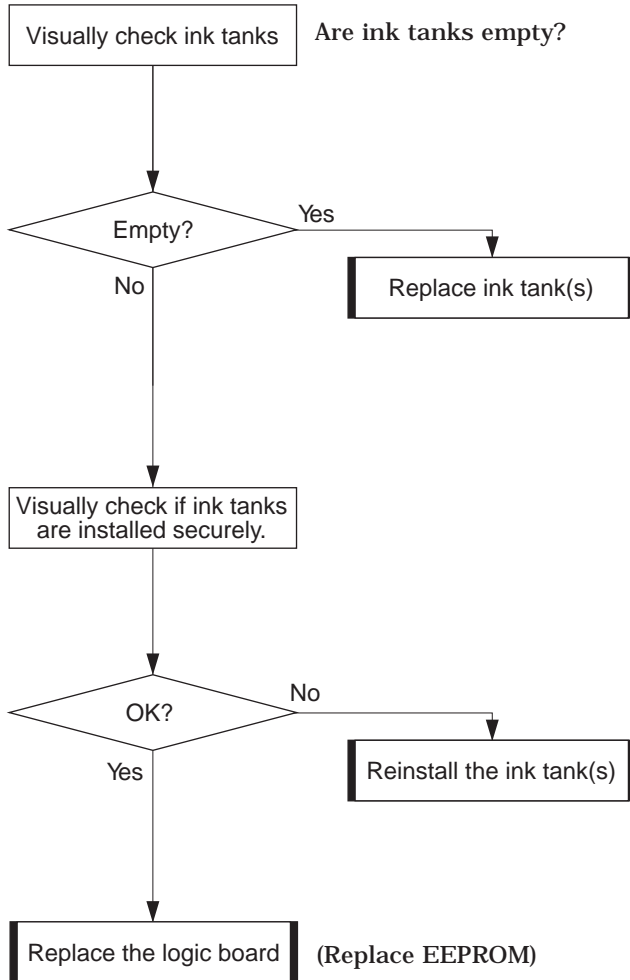 Visually check ink tanks
Are ink tanks empty?
Empty?
Yes
No
Replace ink tank(s)
Visually check if ink tanks
are installed securely.
OK?
No
Yes
Reinstall the ink tank(s)
Replace the logic board
(Replace EEPROM)